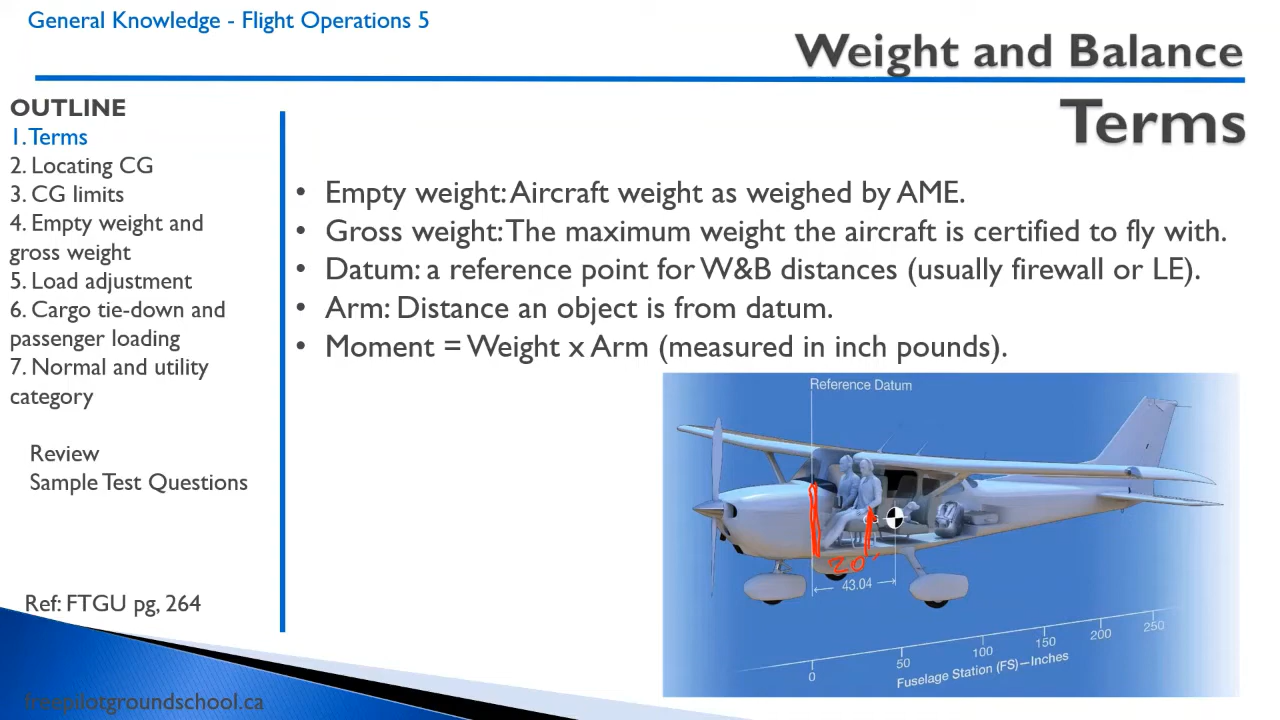 General Knowledge - Flight Operations 5
Weight and Balance
Terms
OUTLINE
1. Terms
2. Locating CG
3. CG limits
4. Empty weight and
gross weight
5. Load adjustment
6. Cargo tie-down and
passenger loading
7. Normal and utility
category
Review
Sample Test Questions
Ref: FTGU pg, 264
freepilotgroundschool.ca
• Empty weight: Aircraft weight as weighed by AME.
• Gross weight: The maximum weight the aircraft is certified to fly with.
• Datum: a reference point for W&B distances (usually firewall or LE).
• Arm: Distance an object is from datum.
• Moment = Weight x Arm (measured in inch pounds).
Reference Datum
CG
20"
43.04
0 50 100 150 200 250
Fuselage Station (FS)—Inches